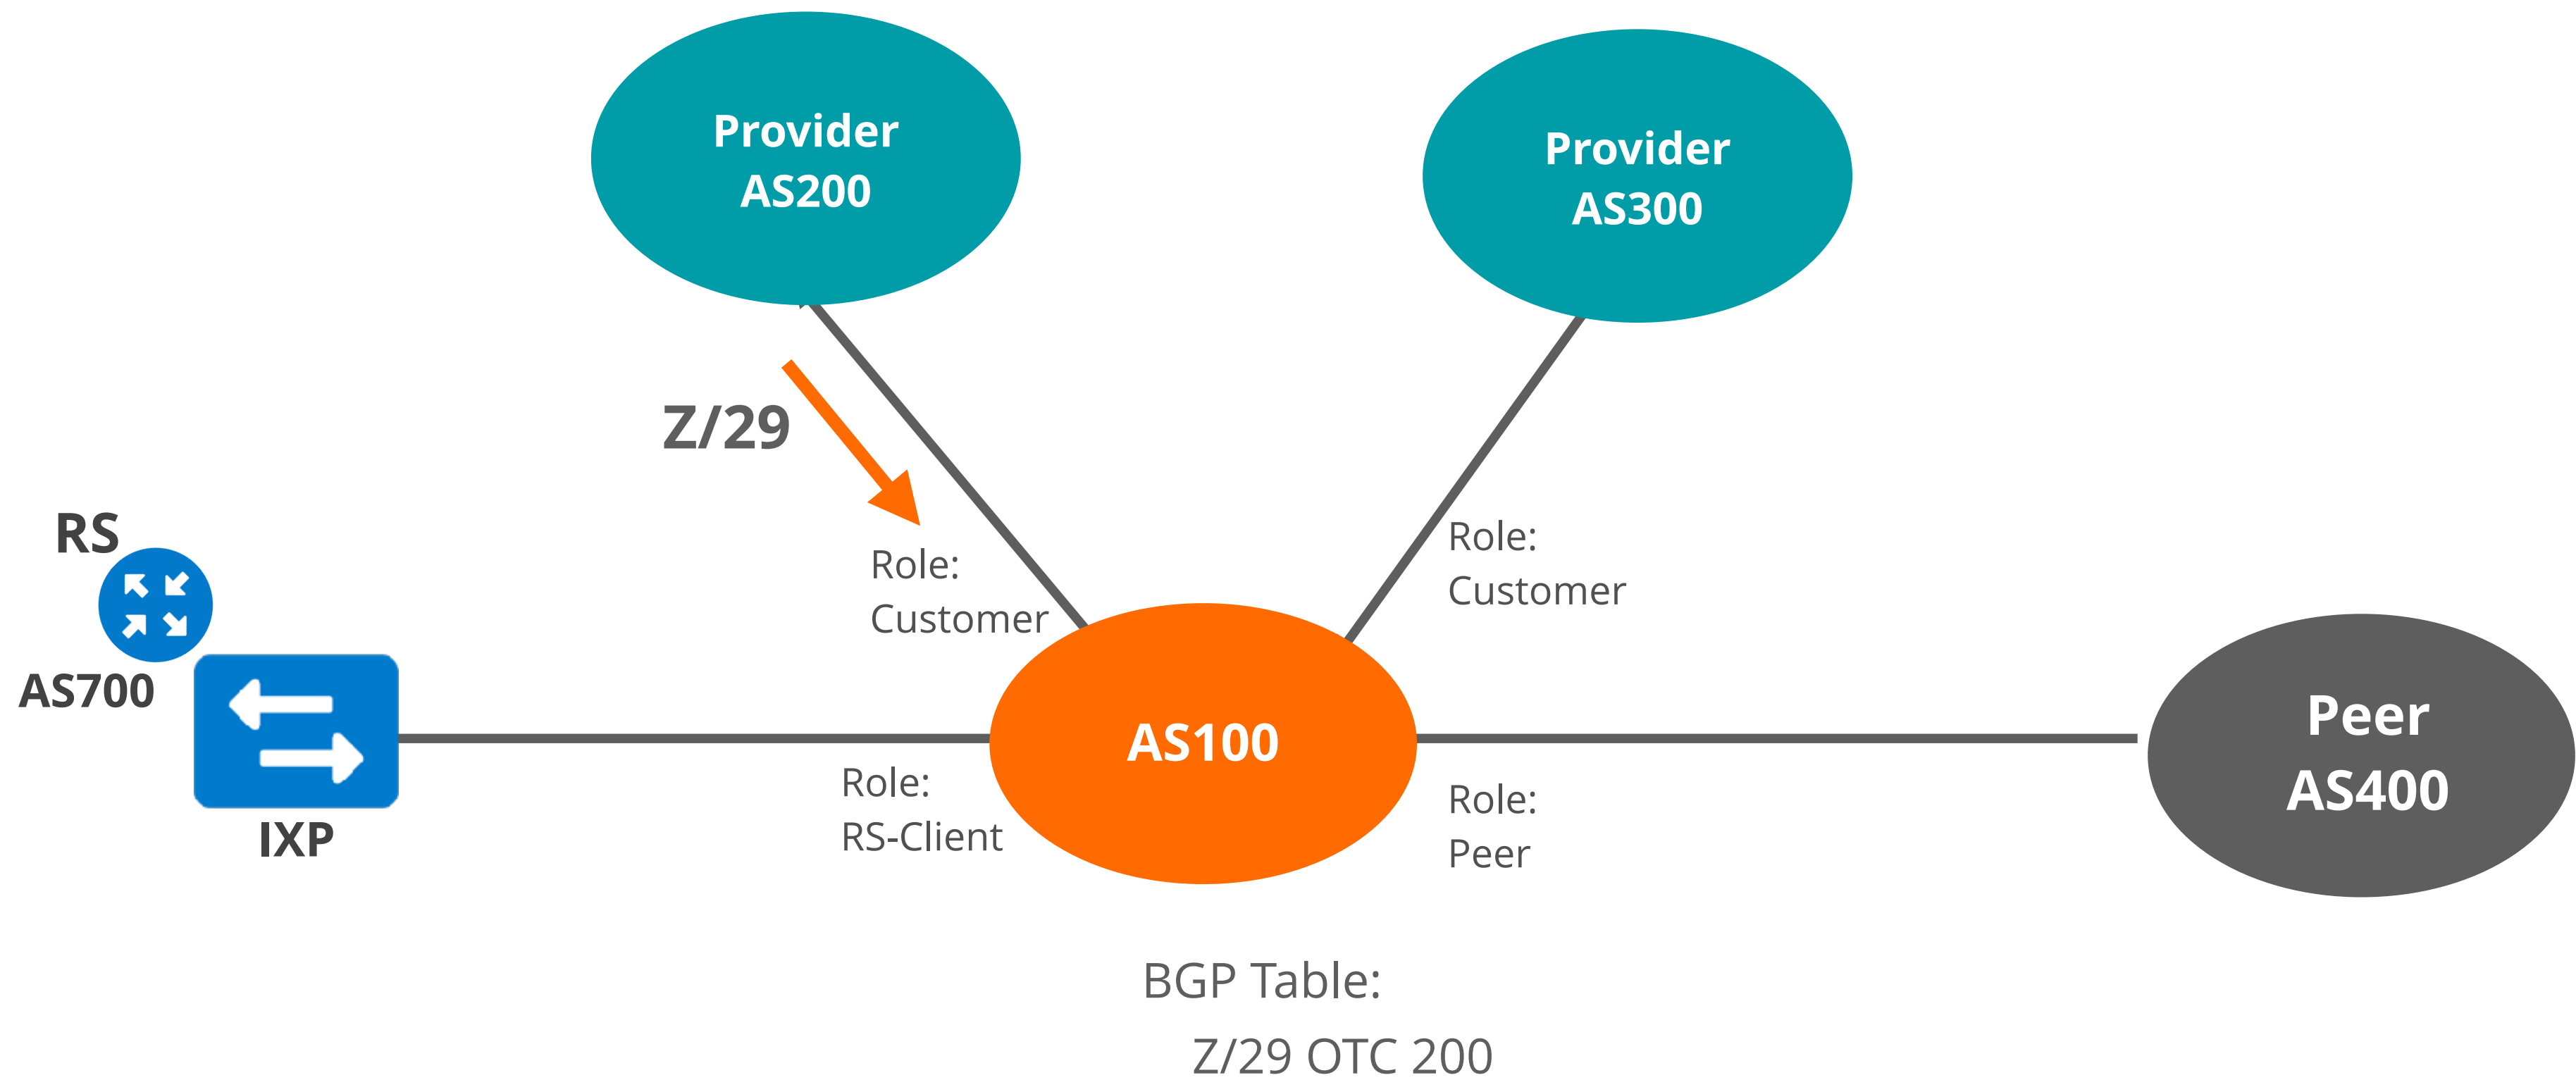 Provider
AS200
Provider
AS300
Z/29
RS
AS700
IXP
Role:
Customer
Role:
Customer
AS100
Role:
RS-Client
Role:
Peer
Peer
AS400
BGP Table:
Z/29 OTC 200